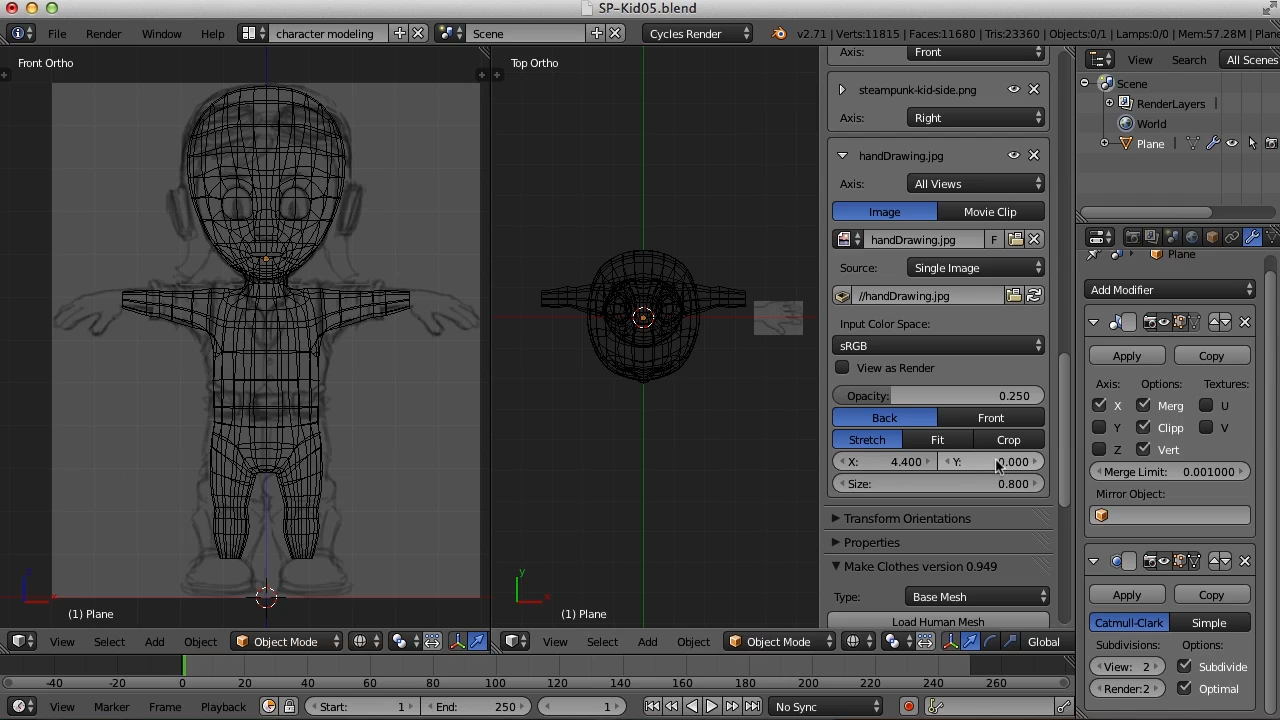 SP-Kid05.blend
File Render Window Help character modeling Scene Cycles Render v2.71 | Verts:11815 | Faces:11680 | Tris:23360 | Objects:0/1 | Lamps:0/0 | Mem:57.28M | Plane
Front Ortho
Top Ortho
Axis: Front
steampunk-kid-side.png
Axis: Right
handDrawing.jpg
Axis: All Views
Image Movie Clip
handDrawing.jpg F
Source: Single Image
//handDrawing.jpg
Input Color Space:
sRGB
View as Render
Opacity: 0.250
Back Front
Stretch Fit Crop
X: 4.400 Y: 0.000
Size: 0.800
Transform Orientations
Properties
Make Clothes version 0.949
Type: Base Mesh
Load Human Mesh
View Search All Scenes
Scene
RenderLayers
World
Plane
Plane
Add Modifier
Apply Copy
Axis: Options: Textures:
X Merg U
Y Clipp V
Z Vert
Merge Limit: 0.001000
Mirror Object:
Apply Copy
Catmull-Clark Simple
Subdivisions: Options:
View: 2 Subdivide
Render: 2 Optimal
z
x
(1) Plane
y
x
(1) Plane
View Select Add Object Object Mode
View Select Add Object Object Mode Global
-40 -20 0 20 40 60 80 100 120 140 160 180 200 220 240 260
View Marker Frame Playback Start: 1 End: 250 1 No Sync